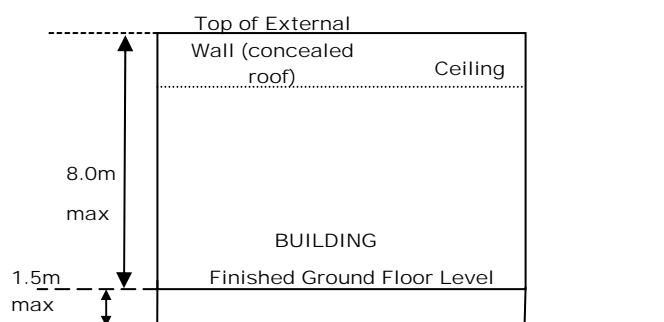 Top of External
Wall (concealed
roof)
Ceiling
8.0m
max
BUILDING
1.5m
max
Finished Ground Floor Level